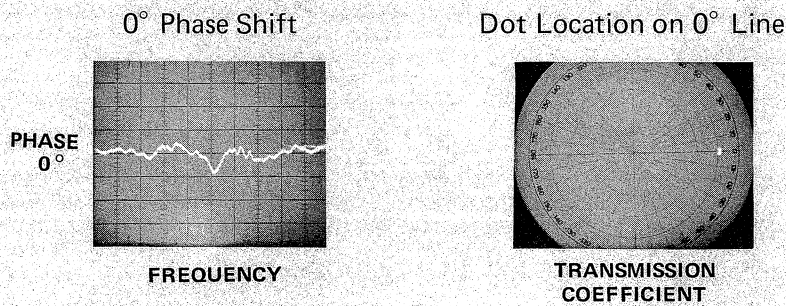 0° Phase Shift
Dot Location on 0° Line
PHASE
0°
FREQUENCY
TRANSMISSION
COEFFICIENT